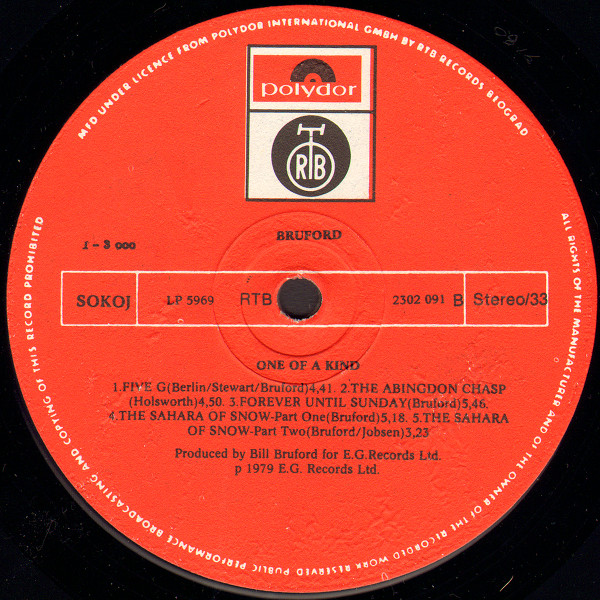 MFD UNDER LICENCE FROM POLYDOR INTERNATIONAL GMBH BY RTB RECORDS BEOGRAD
polydor
RTB
BRUFORD
1 - 3 000
SOKOJ LP 5969 RTB 2302 091 B Stereo/33
ONE OF A KIND
1.FIVE G(Berlin/Stewart/Bruford)4,41. 2.THE ABINGDON CHASP
(Holsworth)4,50. 3.FOREVER UNTIL SUNDAY(Bruford)5,46.
4.THE SAHARA OF SNOW-Part One(Bruford)5,18. 5.THE SAHARA
OF SNOW-Part Two(Bruford/Jobsen)3,23
Produced by Bill Bruford for E.G.Records Ltd.
p 1979 E.G. Records Ltd.
ALL RIGHTS OF THE MANUFACTURER AND OF THE OWNER OF THE RECORDED WORK RESERVED PUBLIC PERFORMANCE BROADCASTING AND COPYING OF THIS RECORD PROHIBITED